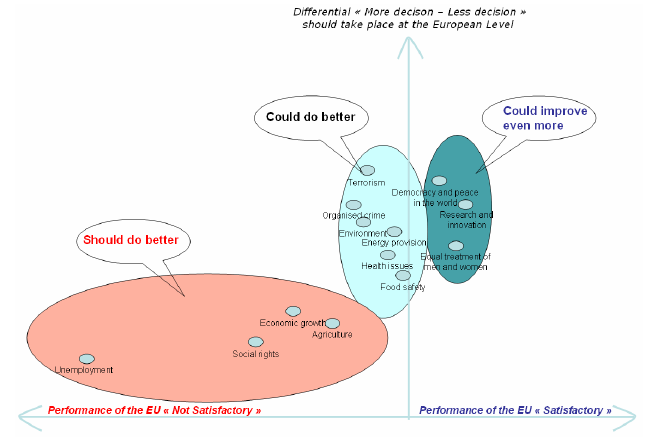 Differential « More decison – Less decision »
should take place at the European Level
Could do better
Could improve
even more
Terrorism
Democracy and peace
in the world
Organised crime
Research and
innovation
Environment
Energy provision
Equal treatment of
men and women
Health issues
Food safety
Should do better
Economic growth
Agriculture
Social rights
Unemployment
Performance of the EU « Not Satisfactory »
Performance of the EU « Satisfactory »